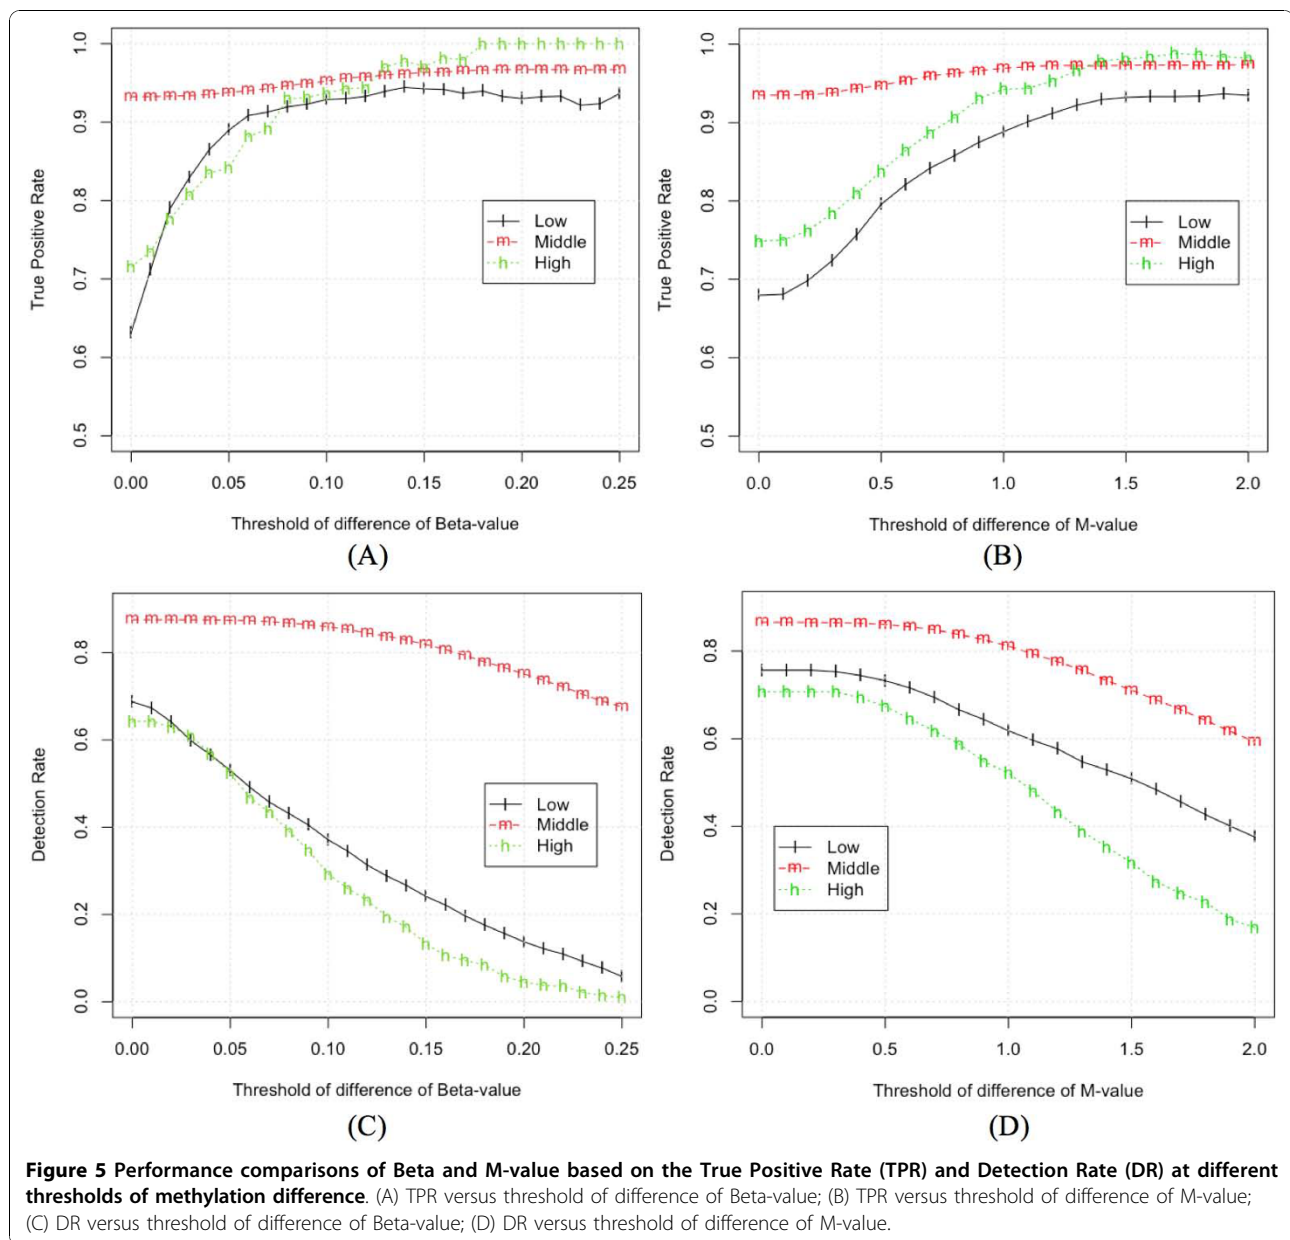 True Positive Rate
1.0
0.9
0.8
0.7
0.6
0.5
Low
Middle
High
0.00 0.05 0.10 0.15 0.20 0.25
Threshold of difference of Beta-value
(A)
True Positive Rate
1.0
0.9
0.8
0.7
0.6
0.5
Low
Middle
High
0.0 0.5 1.0 1.5 2.0
Threshold of difference of M-value
(B)
Detection Rate
0.8
0.6
0.4
0.2
0.0
Low
Middle
High
0.00 0.05 0.10 0.15 0.20 0.25
Threshold of difference of Beta-value
(C)
Detection Rate
0.8
0.6
0.4
0.2
0.0
Low
Middle
High
0.0 0.5 1.0 1.5 2.0
Threshold of difference of M-value
(D)
Figure 5 Performance comparisons of Beta and M-value based on the True Positive Rate (TPR) and Detection Rate (DR) at different
thresholds of methylation difference. (A) TPR versus threshold of difference of Beta-value; (B) TPR versus threshold of difference of M-value;
(C) DR versus threshold of difference of Beta-value; (D) DR versus threshold of difference of M-value.